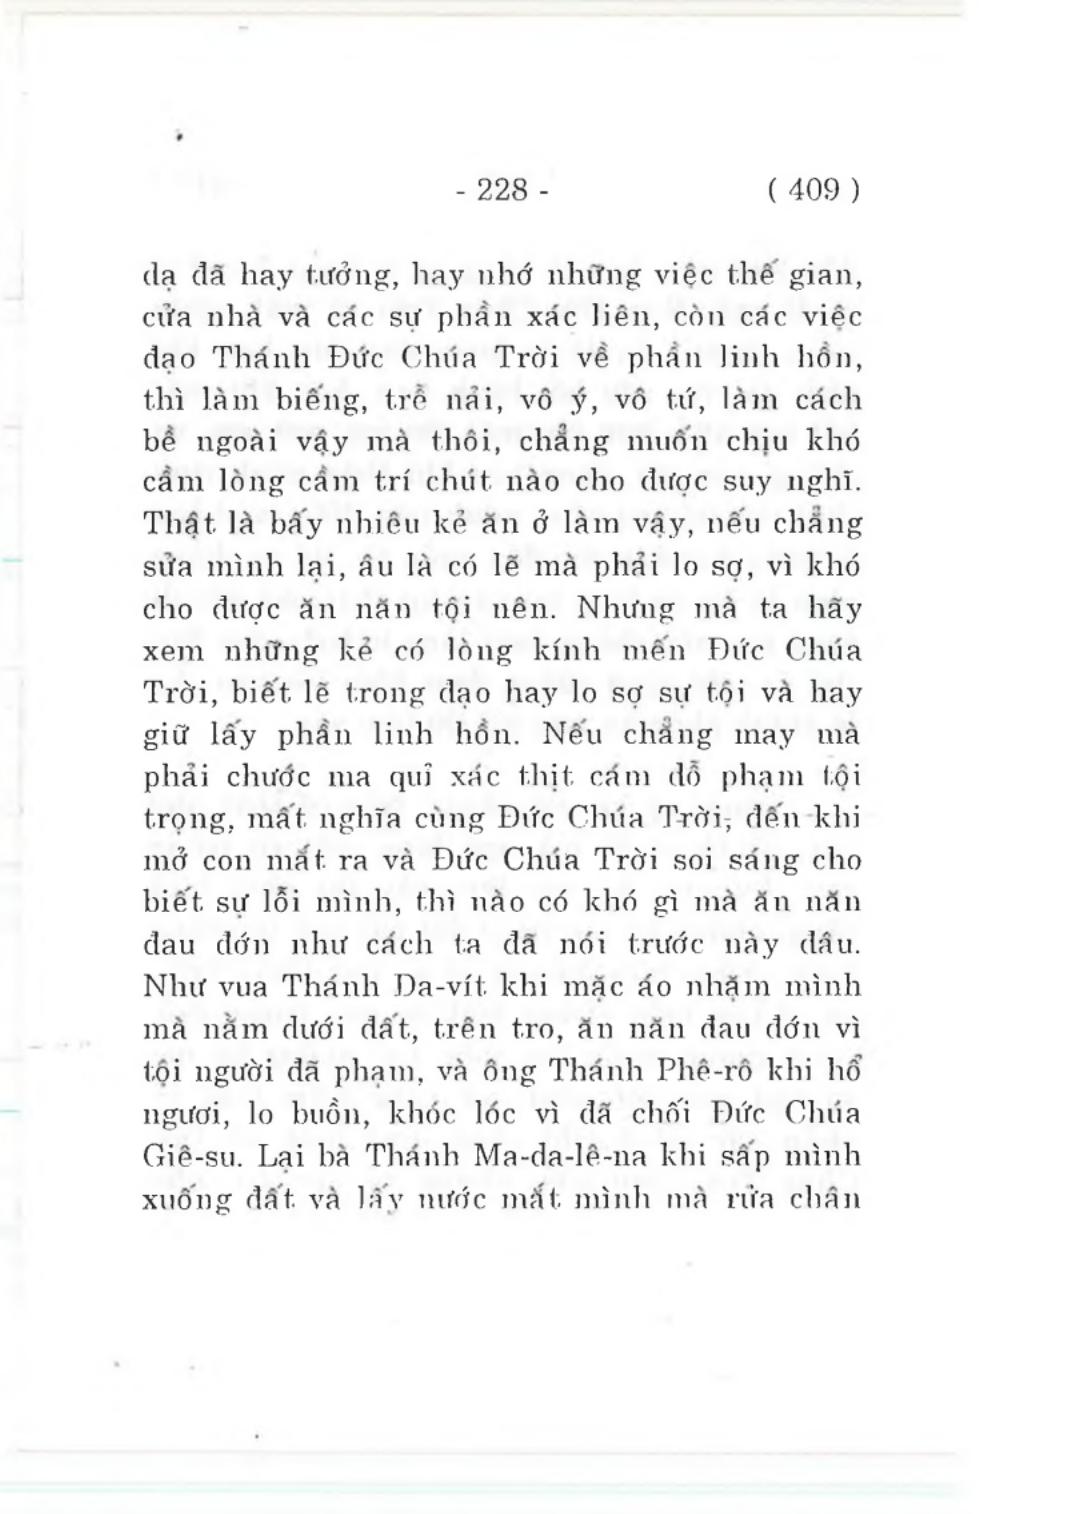 - 228 - ( 409 )
dạ đã hay tưởng, hay nhớ những việc thế gian,
cửa nhà và các sự phần xác liên, còn các việc
đạo Thánh Đức Chúa Trời về phần linh hồn,
thì làm biếng, trễ nải, vô ý, vô tứ, làm cách
bề ngoài vậy mà thôi, chẳng muốn chịu khó
cầm lòng cầm trí chút nào cho được suy nghĩ.
Thật là bấy nhiêu kẻ ăn ở làm vậy, nếu chẳng
sửa mình lại, âu là có lẽ mà phải lo sợ, vì khó
cho được ăn năn tội nên. Nhưng mà ta hãy
xem những kẻ có lòng kính mến Đức Chúa
Trời, biết lẽ trong đạo hay lo sợ sự tội và hay
giữ lấy phần linh hồn. Nếu chẳng may mà
phải chước ma quỉ xác thịt cám dỗ phạm tội
trọng, mất nghĩa cùng Đức Chúa Trời, đến khi
mở con mắt ra và Đức Chúa Trời soi sáng cho
biết sự lỗi mình, thì nào có khó gì mà ăn năn
đau đớn như cách ta đã nói trước này đâu.
Như vua Thánh Da-vít khi mặc áo nhặm mình
mà nằm dưới đất, trên tro, ăn năn đau đớn vì
tội người đã phạm, và ông Thánh Phê-rô khi hổ
ngươi, lo buồn, khóc lóc vì đã chối Đức Chúa
Giê-su. Lại bà Thánh Ma-da-lê-na khi sấp mình
xuống đất và lấy nước mắt mình mà rửa chân